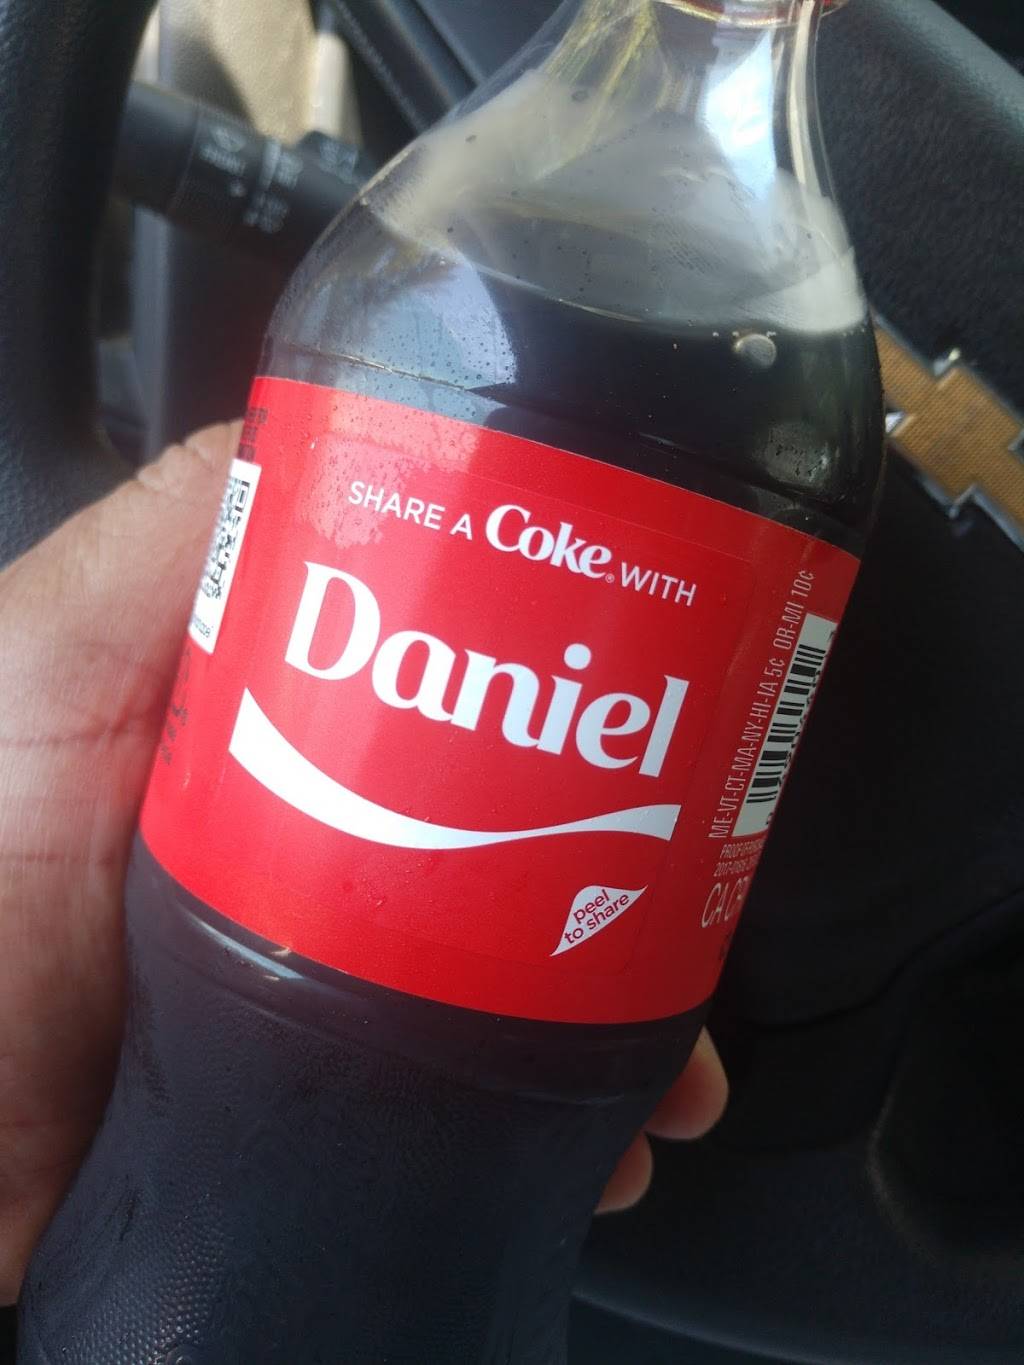 SHARE A Coke® WITH
Daniel
peel
to share
ME-VT-CT-MA-NY-HI-IA 5¢ OR-MI 10¢